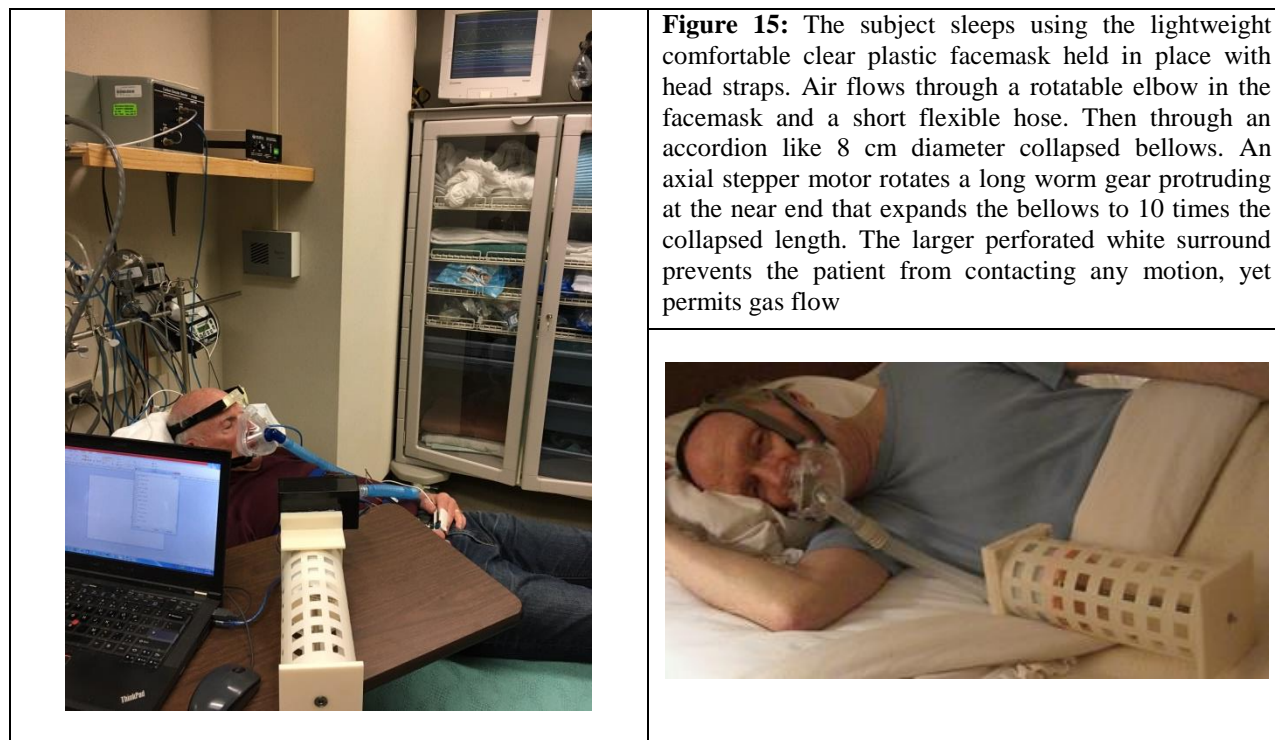 Figure 15: The subject sleeps using the lightweight
comfortable clear plastic facemask held in place with
head straps. Air flows through a rotatable elbow in the
facemask and a short flexible hose. Then through an
accordion like 8 cm diameter collapsed bellows. An
axial stepper motor rotates a long worm gear protruding
at the near end that expands the bellows to 10 times the
collapsed length. The larger perforated white surround
prevents the patient from contacting any motion, yet
permits gas flow
ThinkPad